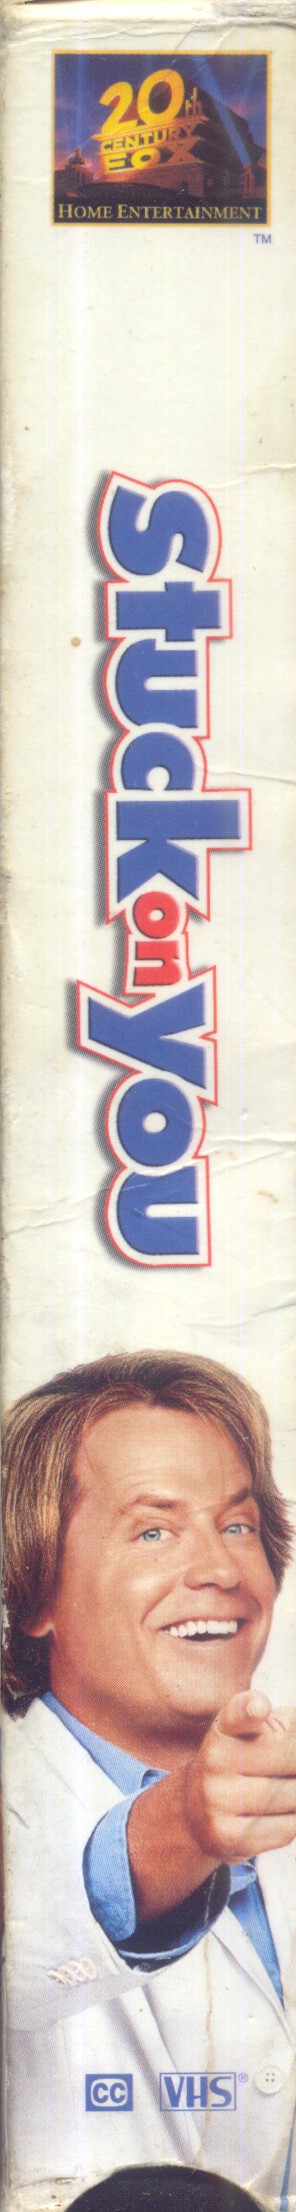 20th
CENTURY
FOX
HOME ENTERTAINMENT
TM
stuck on you
CC
VHS®